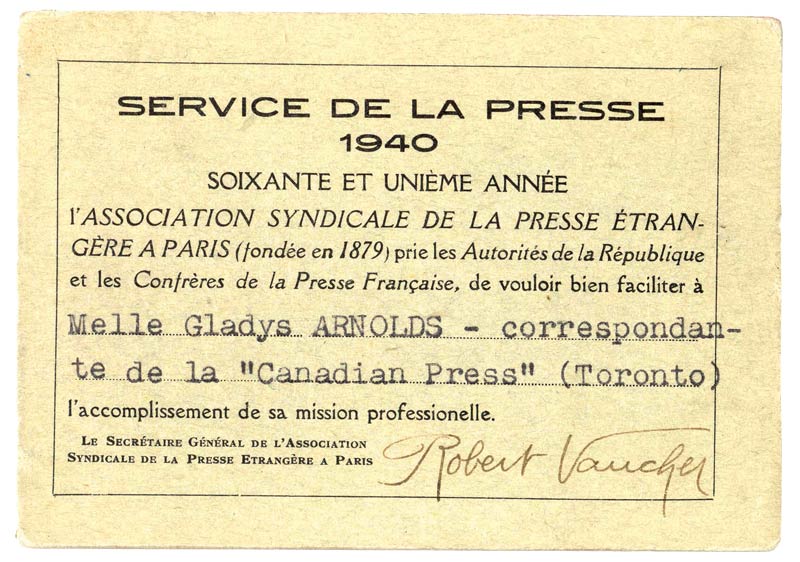 SERVICE DE LA PRESSE
1940
SOIXANTE ET UNIÈME ANNÉE
l'ASSOCIATION SYNDICALE DE LA PRESSE ÉTRAN-
GÈRE A PARIS (fondée en 1879) prie les Autorités de la République
et les Confrères de la Presse Française, de vouloir bien faciliter à
Melle Gladys ARNOLDS - correspondan-
te de la "Canadian Press" (Toronto)
l'accomplissement de sa mission professionelle.
LE SECRÉTAIRE GÉNÉRAL DE L'ASSOCIATION
SYNDICALE DE LA PRESSE ETRANGÈRE A PARIS
Robert Vaucher